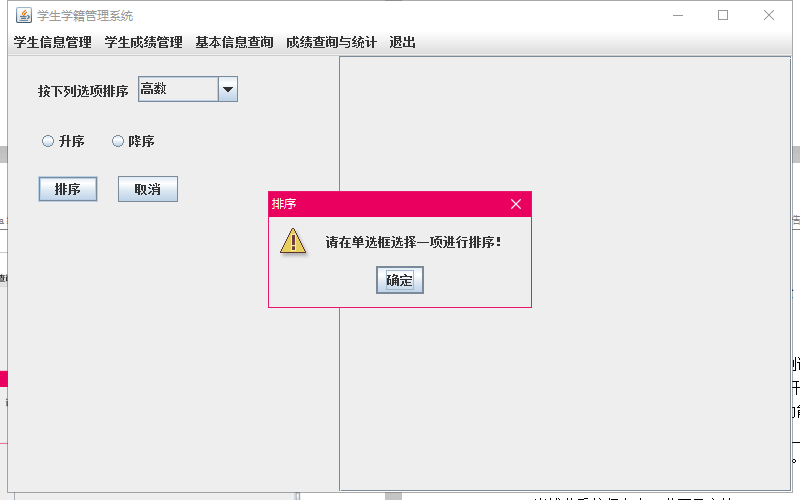 学生学籍管理系统
学生信息管理 学生成绩管理 基本信息查询 成绩查询与统计 退出
按下列选项排序 高数
升序 降序
排序 取消
排序
请在单选框选择一项进行排序！
确定